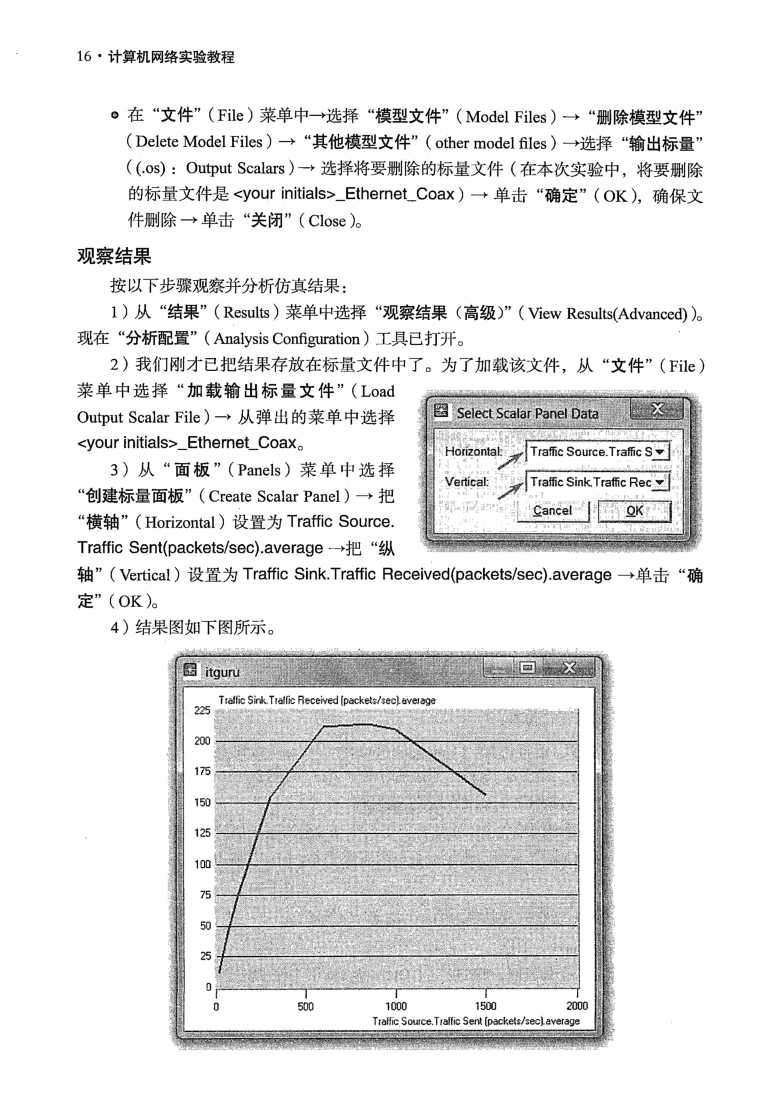 16·计算机网络实验教程
在“文件”（File）菜单中→选择“模型文件”（Model Files）→“删除模型文件”
（Delete Model Files）→“其他模型文件”（other model files）→选择“输出标量”
（(.os)：Output Scalars）→ 选择将要删除的标量文件（在本次实验中，将要删除
的标量文件是 <your initials>_Ethernet_Coax）→ 单击“确定”（OK），确保文
件删除 → 单击“关闭”（Close）。
观察结果
按以下步骤观察并分析仿真结果：
1）从“结果”（Results）菜单中选择“观察结果（高级）”（View Results(Advanced)）。
现在“分析配置”（Analysis Configuration）工具已打开。
2）我们刚才已把结果存放在标量文件中了。为了加载该文件，从“文件”（File）
菜单中选择“加载输出标量文件”（Load
Output Scalar File）→ 从弹出的菜单中选择
<your initials>_Ethernet_Coax。
3）从“面板”（Panels）菜单中选择
“创建标量面板”（Create Scalar Panel）→ 把
“横轴”（Horizontal）设置为 Traffic Source.
Traffic Sent(packets/sec).average →把“纵
轴”（Vertical）设置为 Traffic Sink.Traffic Received(packets/sec).average →单击“确
定”（OK）。
Select Scalar Panel Data
Horizontal: Traffic Source.Traffic S
Vertical: Traffic Sink.Traffic Rec
Cancel OK
4）结果图如下图所示。
itguru
Traffic Sink.Traffic Received (packets/sec).average
225
200
175
150
125
100
75
50
25
0
0 500 1000 1500 2000
Traffic Source.Traffic Sent (packets/sec).average